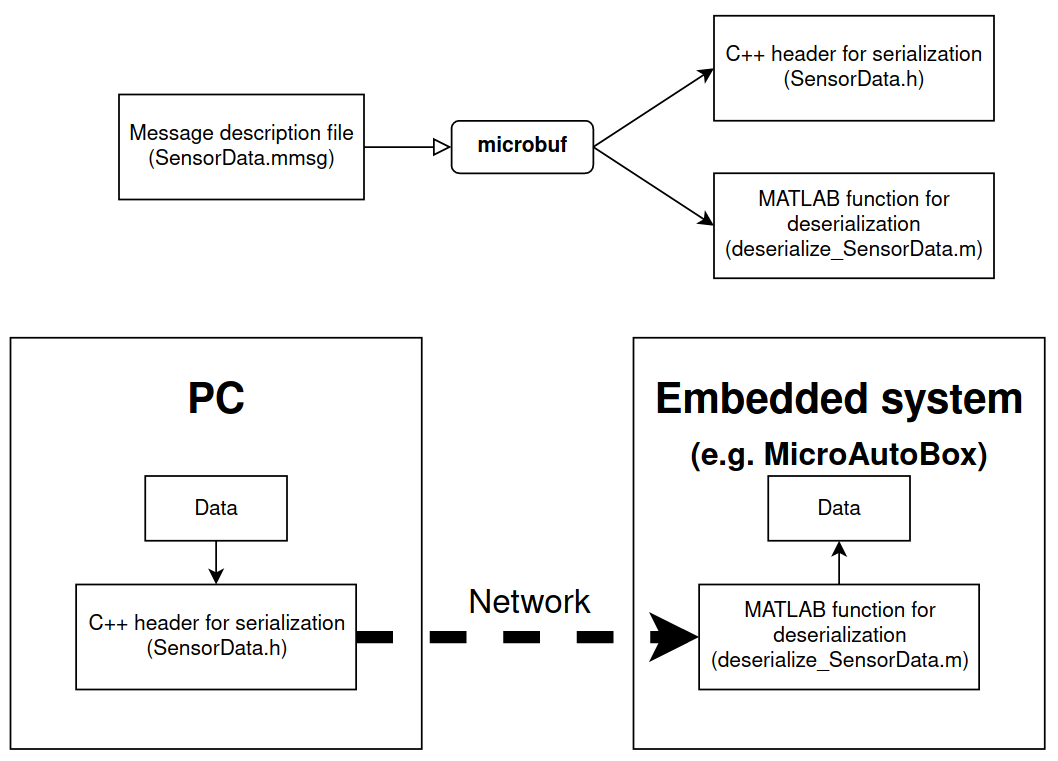 C++ header for serialization
(SensorData.h)
Message description file
(SensorData.mmsg)
microbuf
MATLAB function for
deserialization
(deserialize_SensorData.m)
PC
Data
C++ header for serialization
(SensorData.h)
Network
Embedded system
(e.g. MicroAutoBox)
Data
MATLAB function for
deserialization
(deserialize_SensorData.m)